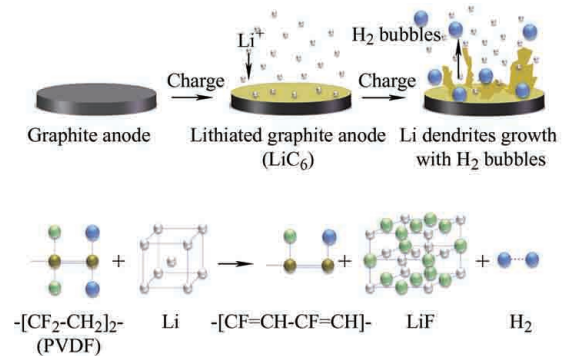 Li⁺
H₂ bubbles
Charge
Charge
Graphite anode
Lithiated graphite anode
(LiC₆)
Li dendrites growth
with H₂ bubbles
+
+
+
-[CF₂-CH₂]₂-
(PVDF)
Li
-[CF=CH-CF=CH]-
LiF
H₂